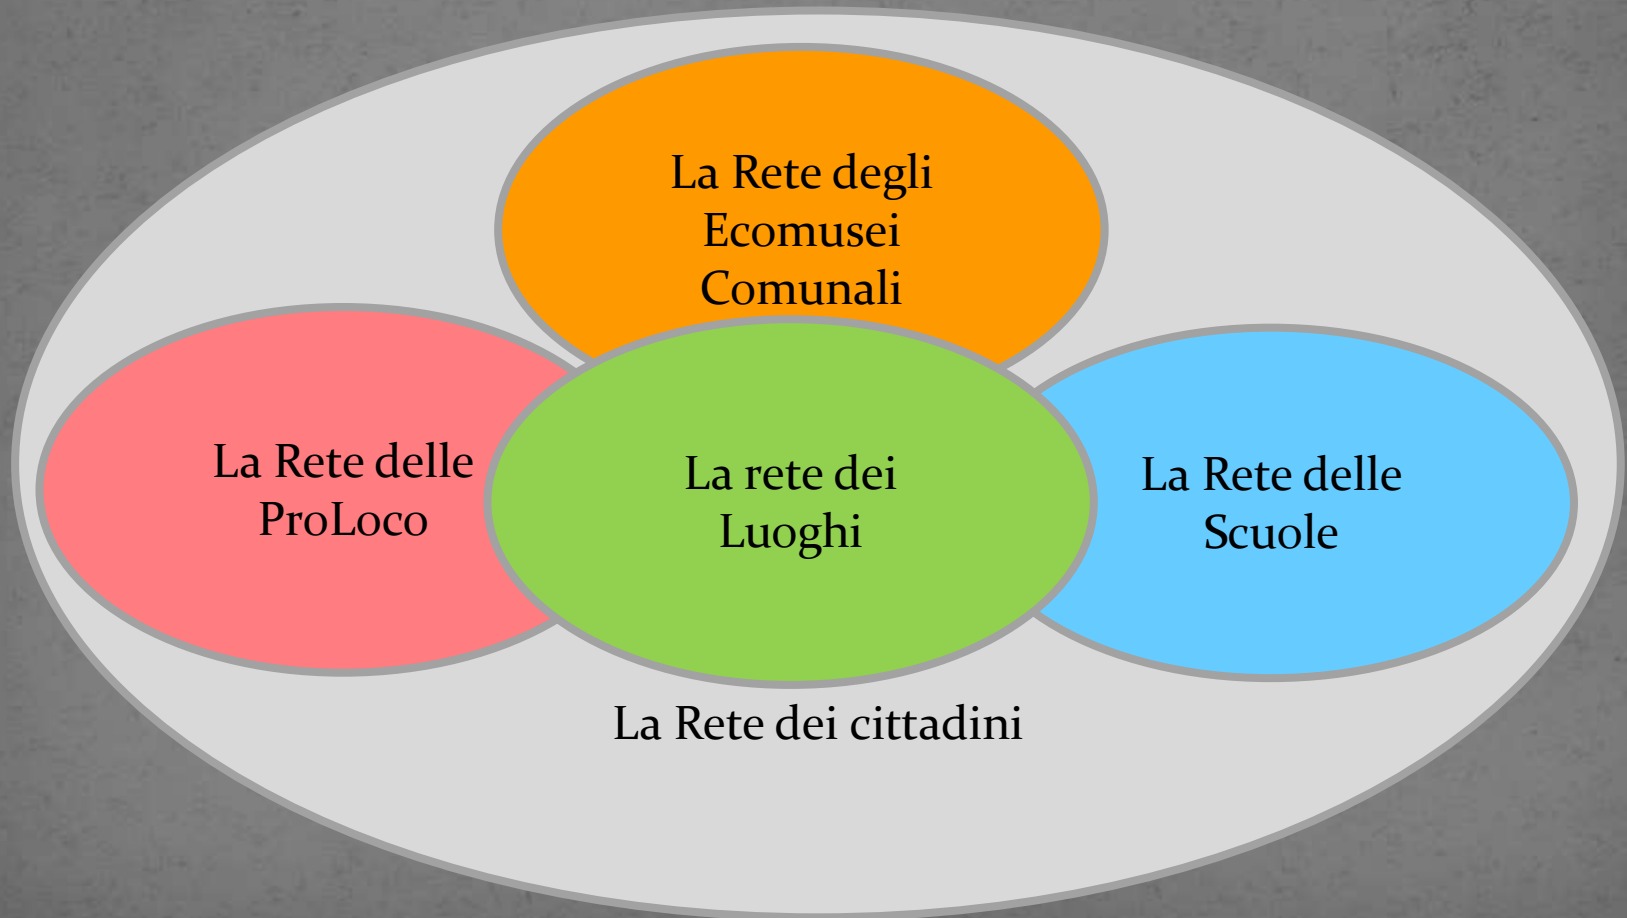 La Rete degli
Ecomusei
Comunali
La Rete delle
ProLoco
La rete dei
Luoghi
La Rete delle
Scuole
La Rete dei cittadini